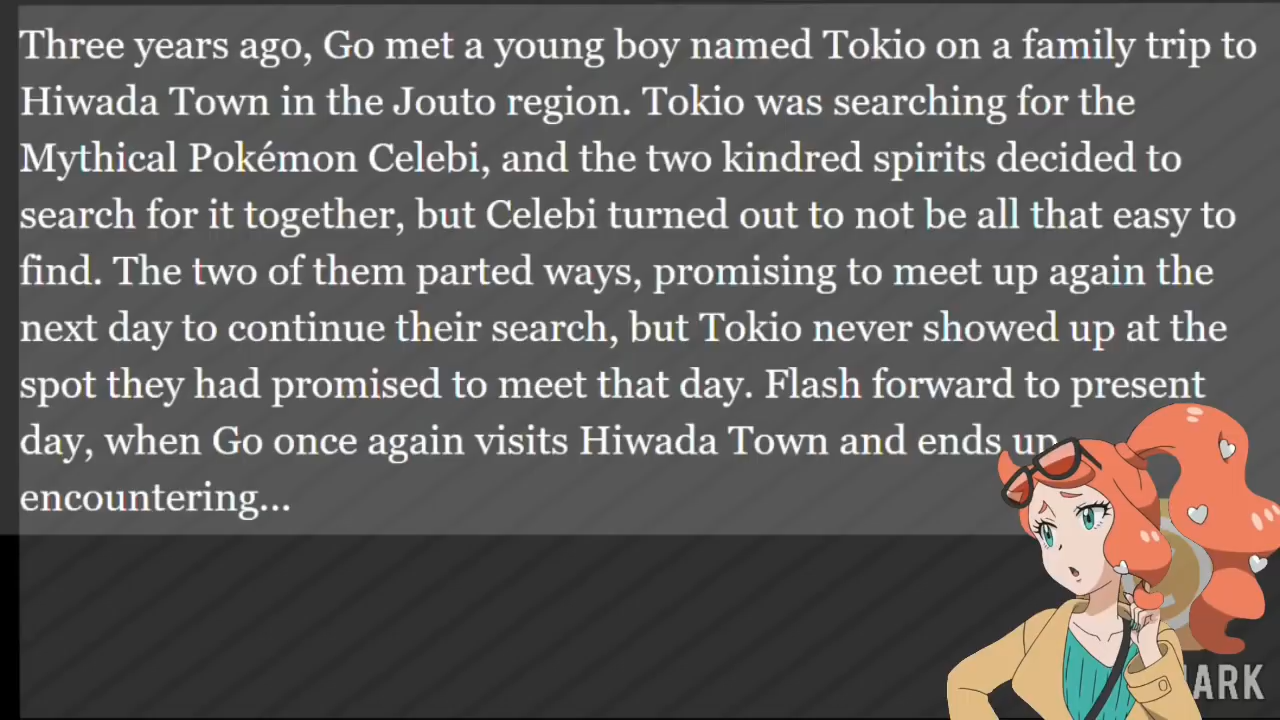 Three years ago, Go met a young boy named Tokio on a family trip to
Hiwada Town in the Jouto region. Tokio was searching for the
Mythical Pokémon Celebi, and the two kindred spirits decided to
search for it together, but Celebi turned out to not be all that easy to
find. The two of them parted ways, promising to meet up again the
next day to continue their search, but Tokio never showed up at the
spot they had promised to meet that day. Flash forward to present
day, when Go once again visits Hiwada Town and ends up
encountering...